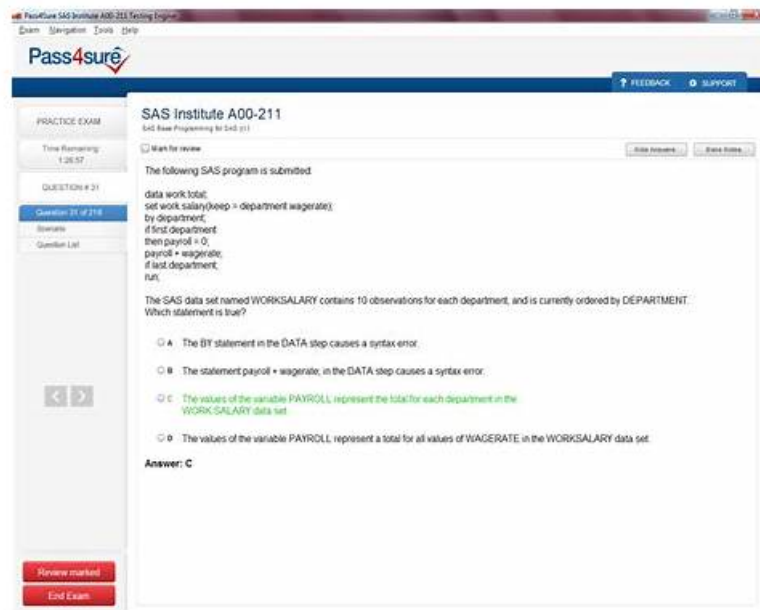 Pass4Sure SAS Institute A00-211 Testing Engine
Exam Navigation Tools Help
Pass4surê
? FEEDBACK SUPPORT
PRACTICE EXAM
Time Remaining:
1:26:57
QUESTION # 31
Question 31 of 219
Scenario
Question List
SAS Institute A00-211
SAS Base Programming for SAS
Mark for review
Hide Answers
The following SAS program is submitted
data work.total;
set work.salary(keep = department wagerate);
by department;
if first.department
then payroll = 0;
payroll + wagerate;
if last.department;
run;
The SAS data set named WORKSALARY contains 10 observations for each department, and is currently ordered by DEPARTMENT.
Which statement is true?
A The BY statement in the DATA step causes a syntax error.
B The statement payroll + wagerate; in the DATA step causes a syntax error.
C The values of the variable PAYROLL represent the total for each department in the
WORK.SALARY data set.
D The values of the variable PAYROLL represent a total for all values of WAGERATE in the WORKSALARY data set.
Answer: C
Review marked
End Exam